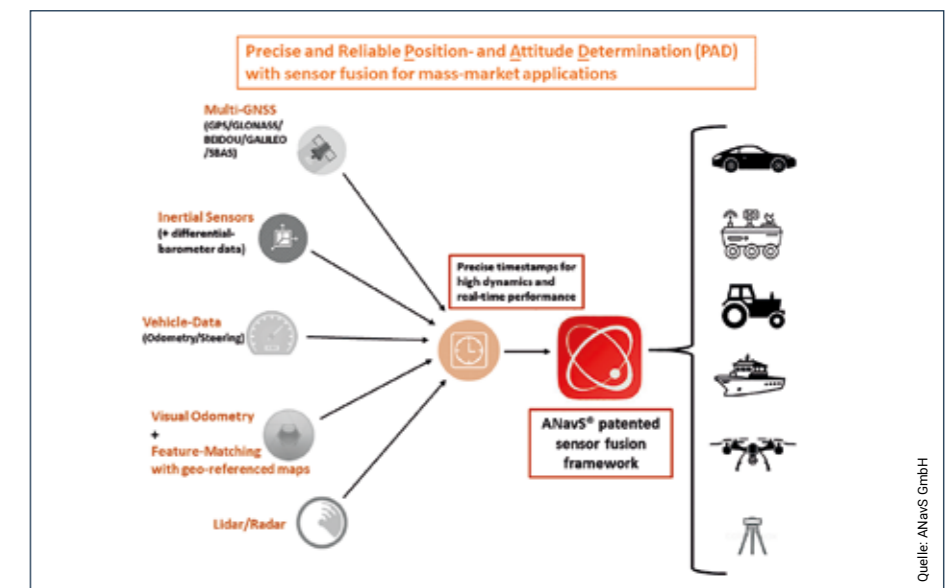 Precise and Reliable Position- and Attitude Determination (PAD)
with sensor fusion for mass-market applications
Multi-GNSS
(GPS/GLONASS/
BEIDOU/GALILEO
/SBAS)
Inertial Sensors
(+ differential-
barometer data)
Vehicle-Data
(Odometry/Steering)
Visual Odometry
+
Feature-Matching
with geo-referenced maps
Lidar/Radar
Precise timestamps for
high dynamics and
real-time performance
ANavS® patented
sensor fusion
framework
Quelle: ANavS GmbH